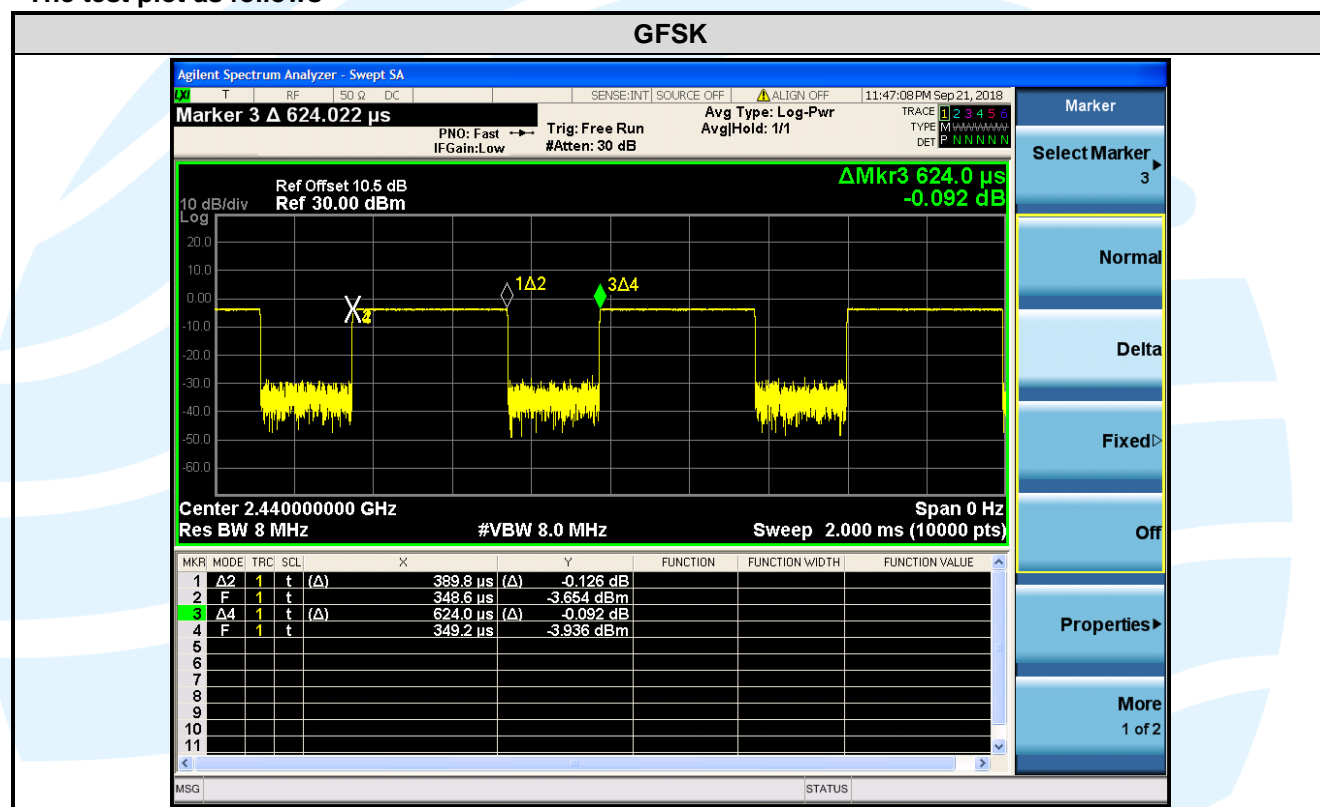 The test plot as follows
GFSK
Agilent Spectrum Analyzer - Swept SA
LXI T RF 50 Ω DC SENSE:INT SOURCE OFF ALIGN OFF 11:47:08 PM Sep 21, 2018
Marker 3 Δ 624.022 µs
PNO: Fast Trig: Free Run
IFGain:Low #Atten: 30 dB
Avg Type: Log-Pwr
Avg|Hold: 1/1
TRACE 1 2 3 4 5 6
TYPE M
DET P N N N N N
Marker
Select Marker
3
Normal
Delta
Fixed
Off
Properties
More
1 of 2
ΔMkr3 624.0 µs
-0.092 dB
Ref Offset 10.5 dB
10 dB/div Ref 30.00 dBm
Log
20.0
10.0
0.00
-10.0
-20.0
-30.0
-40.0
-50.0
-60.0
1Δ2
3Δ4
Center 2.440000000 GHz Span 0 Hz
Res BW 8 MHz #VBW 8.0 MHz Sweep 2.000 ms (10000 pts)
MKR MODE TRC SCL X Y FUNCTION FUNCTION WIDTH FUNCTION VALUE
1 Δ2 1 t (Δ) 389.8 µs (Δ) -0.126 dB
2 F 1 t 348.6 µs -3.654 dBm
3 Δ4 1 t (Δ) 624.0 µs (Δ) -0.092 dB
4 F 1 t 349.2 µs -3.936 dBm
5
6
7
8
9
10
11
MSG STATUS